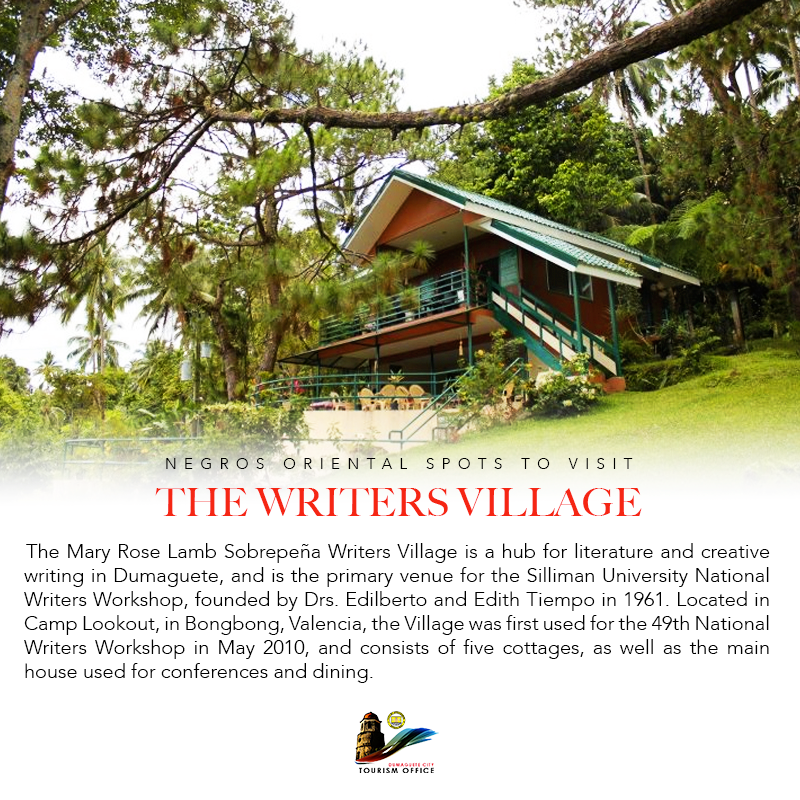 NEGROS ORIENTAL SPOTS TO VISIT
THE WRITERS VILLAGE
The Mary Rose Lamb Sobrepeña Writers Village is a hub for literature and creative
writing in Dumaguete, and is the primary venue for the Silliman University National
Writers Workshop, founded by Drs. Edilberto and Edith Tiempo in 1961. Located in
Camp Lookout, in Bongbong, Valencia, the Village was first used for the 49th National
Writers Workshop in May 2010, and consists of five cottages, as well as the main
house used for conferences and dining.
DUMAGUETE CITY
TOURISM OFFICE